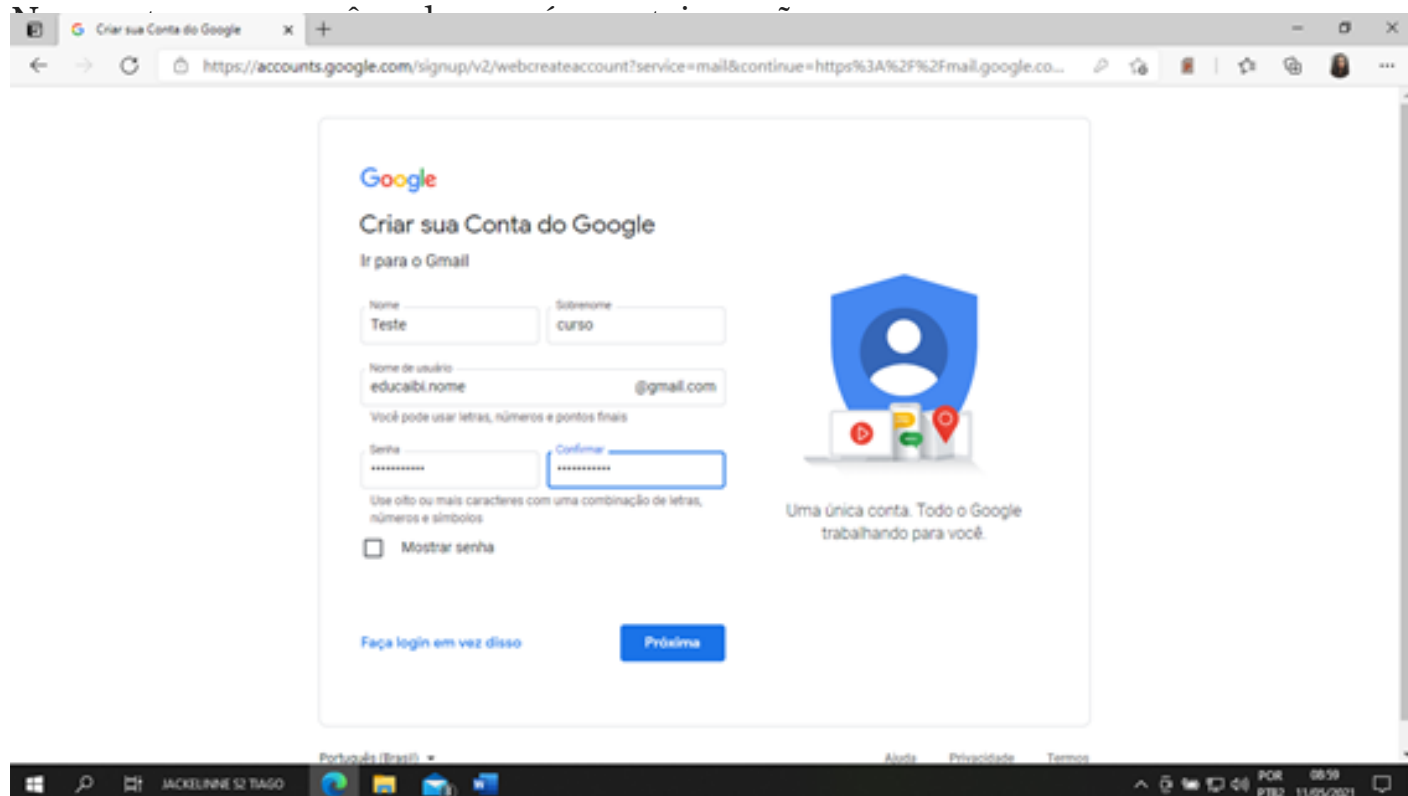 Criar sua Conta do Google
https://accounts.google.com/signup/v2/webcreateaccount?service=mail&continue=https%3A%2F%2Fmail.google.co...
Google
Criar sua Conta do Google
Ir para o Gmail
Nome
Sobrenome
Teste
curso
Nome de usuário
educaibi.nome
@gmail.com
Você pode usar letras, números e pontos finais
Senha
Confirmar
Use oito ou mais caracteres com uma combinação de letras,
números e símbolos
Mostrar senha
Uma única conta. Todo o Google
trabalhando para você.
Faça login em vez disso
Próxima
Português (Brasil)
Ajuda
Privacidade
Termos
JACKELINNE S2 TIAGO
POR
08:59
PTB2
11/05/2021